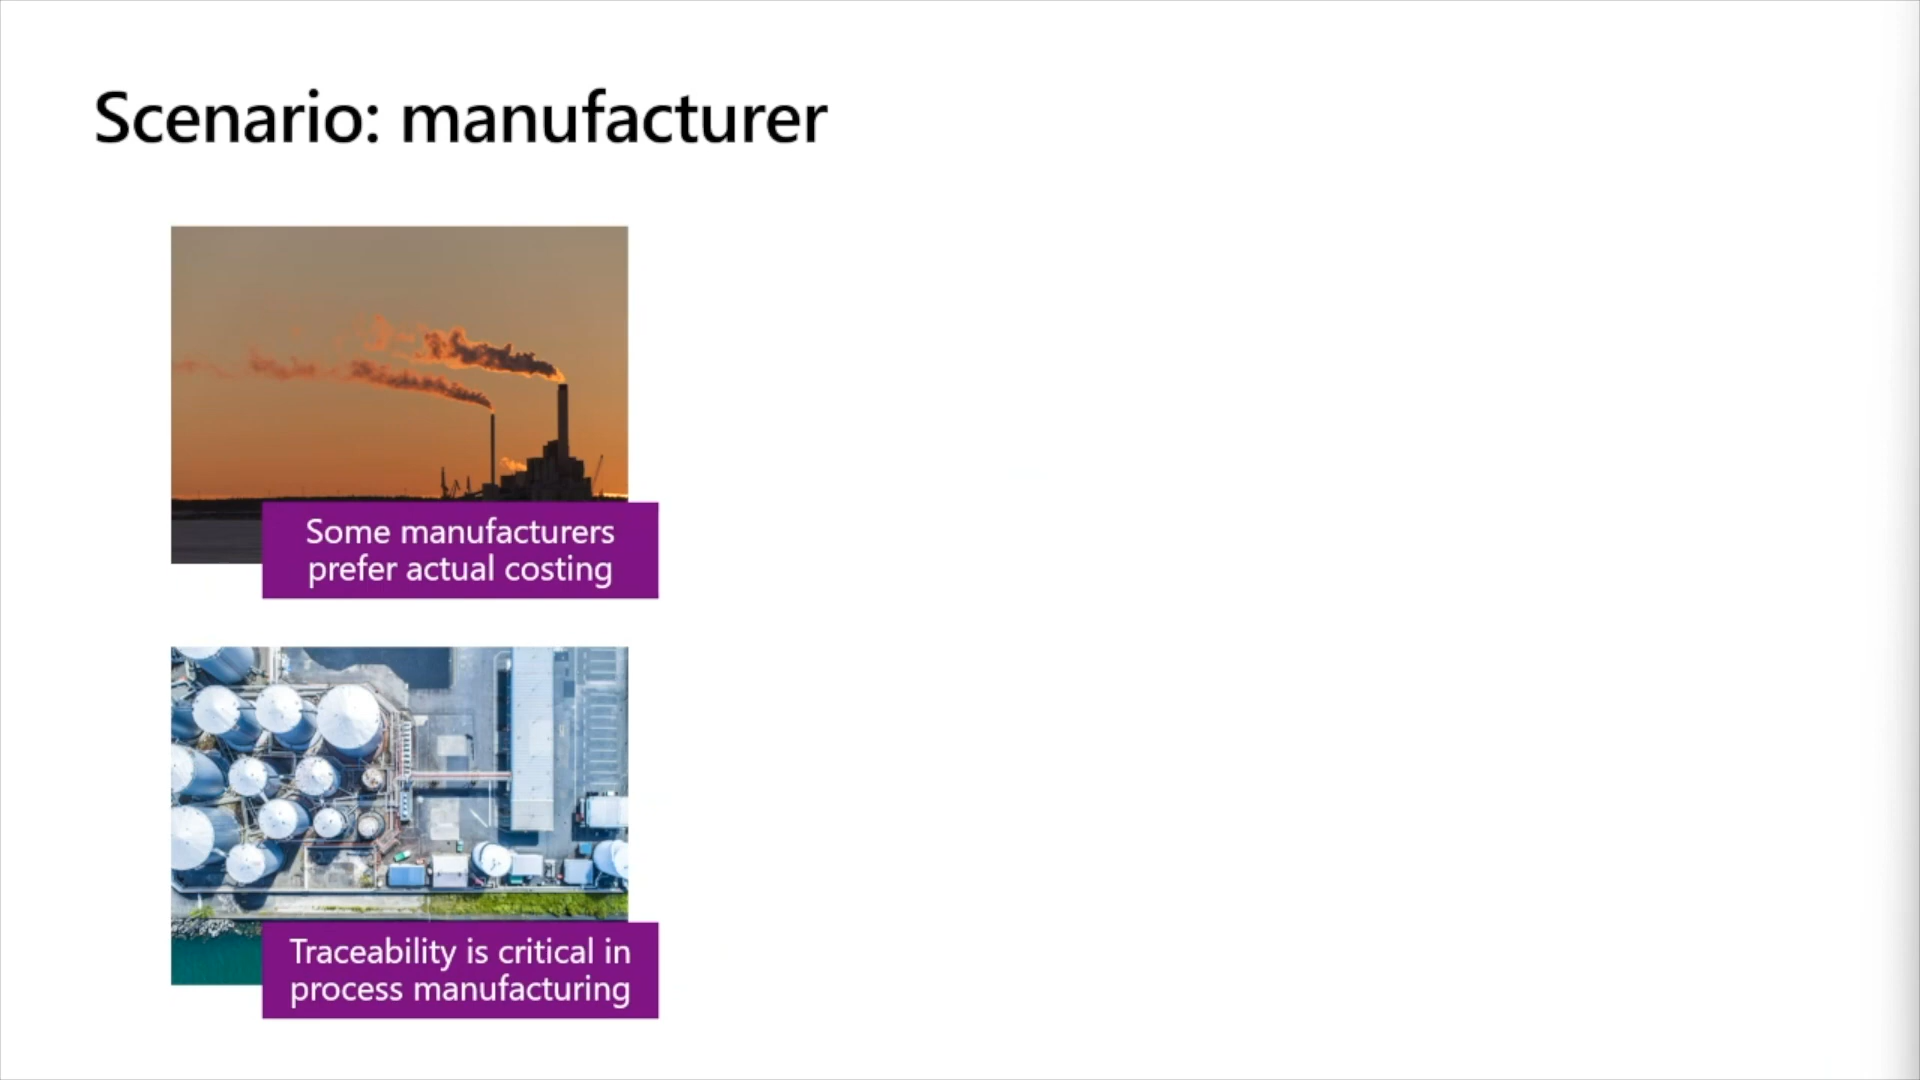 Scenario: manufacturer
Some manufacturers
prefer actual costing
Traceability is critical in
process manufacturing